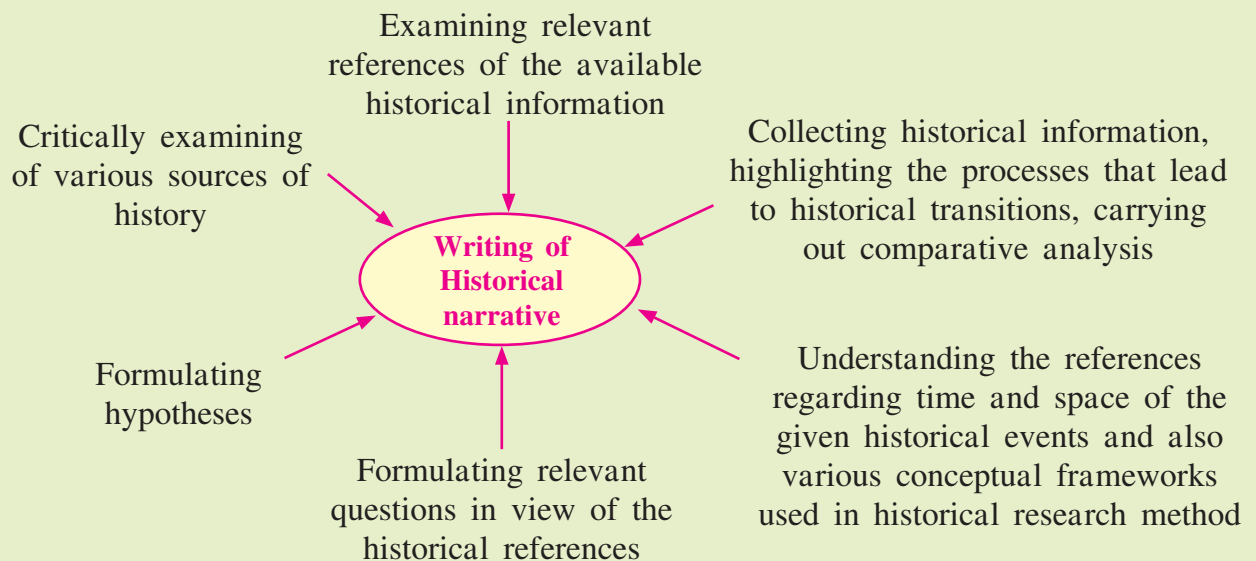 Examining relevant
references of the available
historical information
Critically examining
of various sources of
history
Collecting historical information,
highlighting the processes that lead
to historical transitions, carrying
out comparative analysis
Writing of
Historical
narrative
Formulating
hypotheses
Understanding the references
regarding time and space of the
given historical events and also
various conceptual frameworks
used in historical research method
Formulating relevant
questions in view of the
historical references